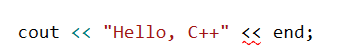 cout << "Hello, C++" << end;